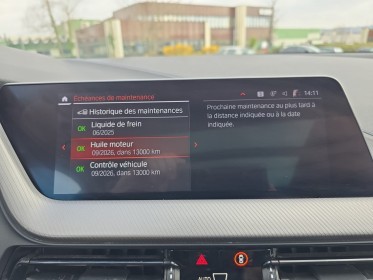 14:11
Echéances de maintenance
Historique des maintenances
OK Liquide de frein
06/2025
OK Huile moteur
09/2026, dans 13000 km
OK Contrôle véhicule
09/2026, dans 13000 km
Prochaine maintenance au plus tard à
la distance indiquée ou à la date
indiquée.